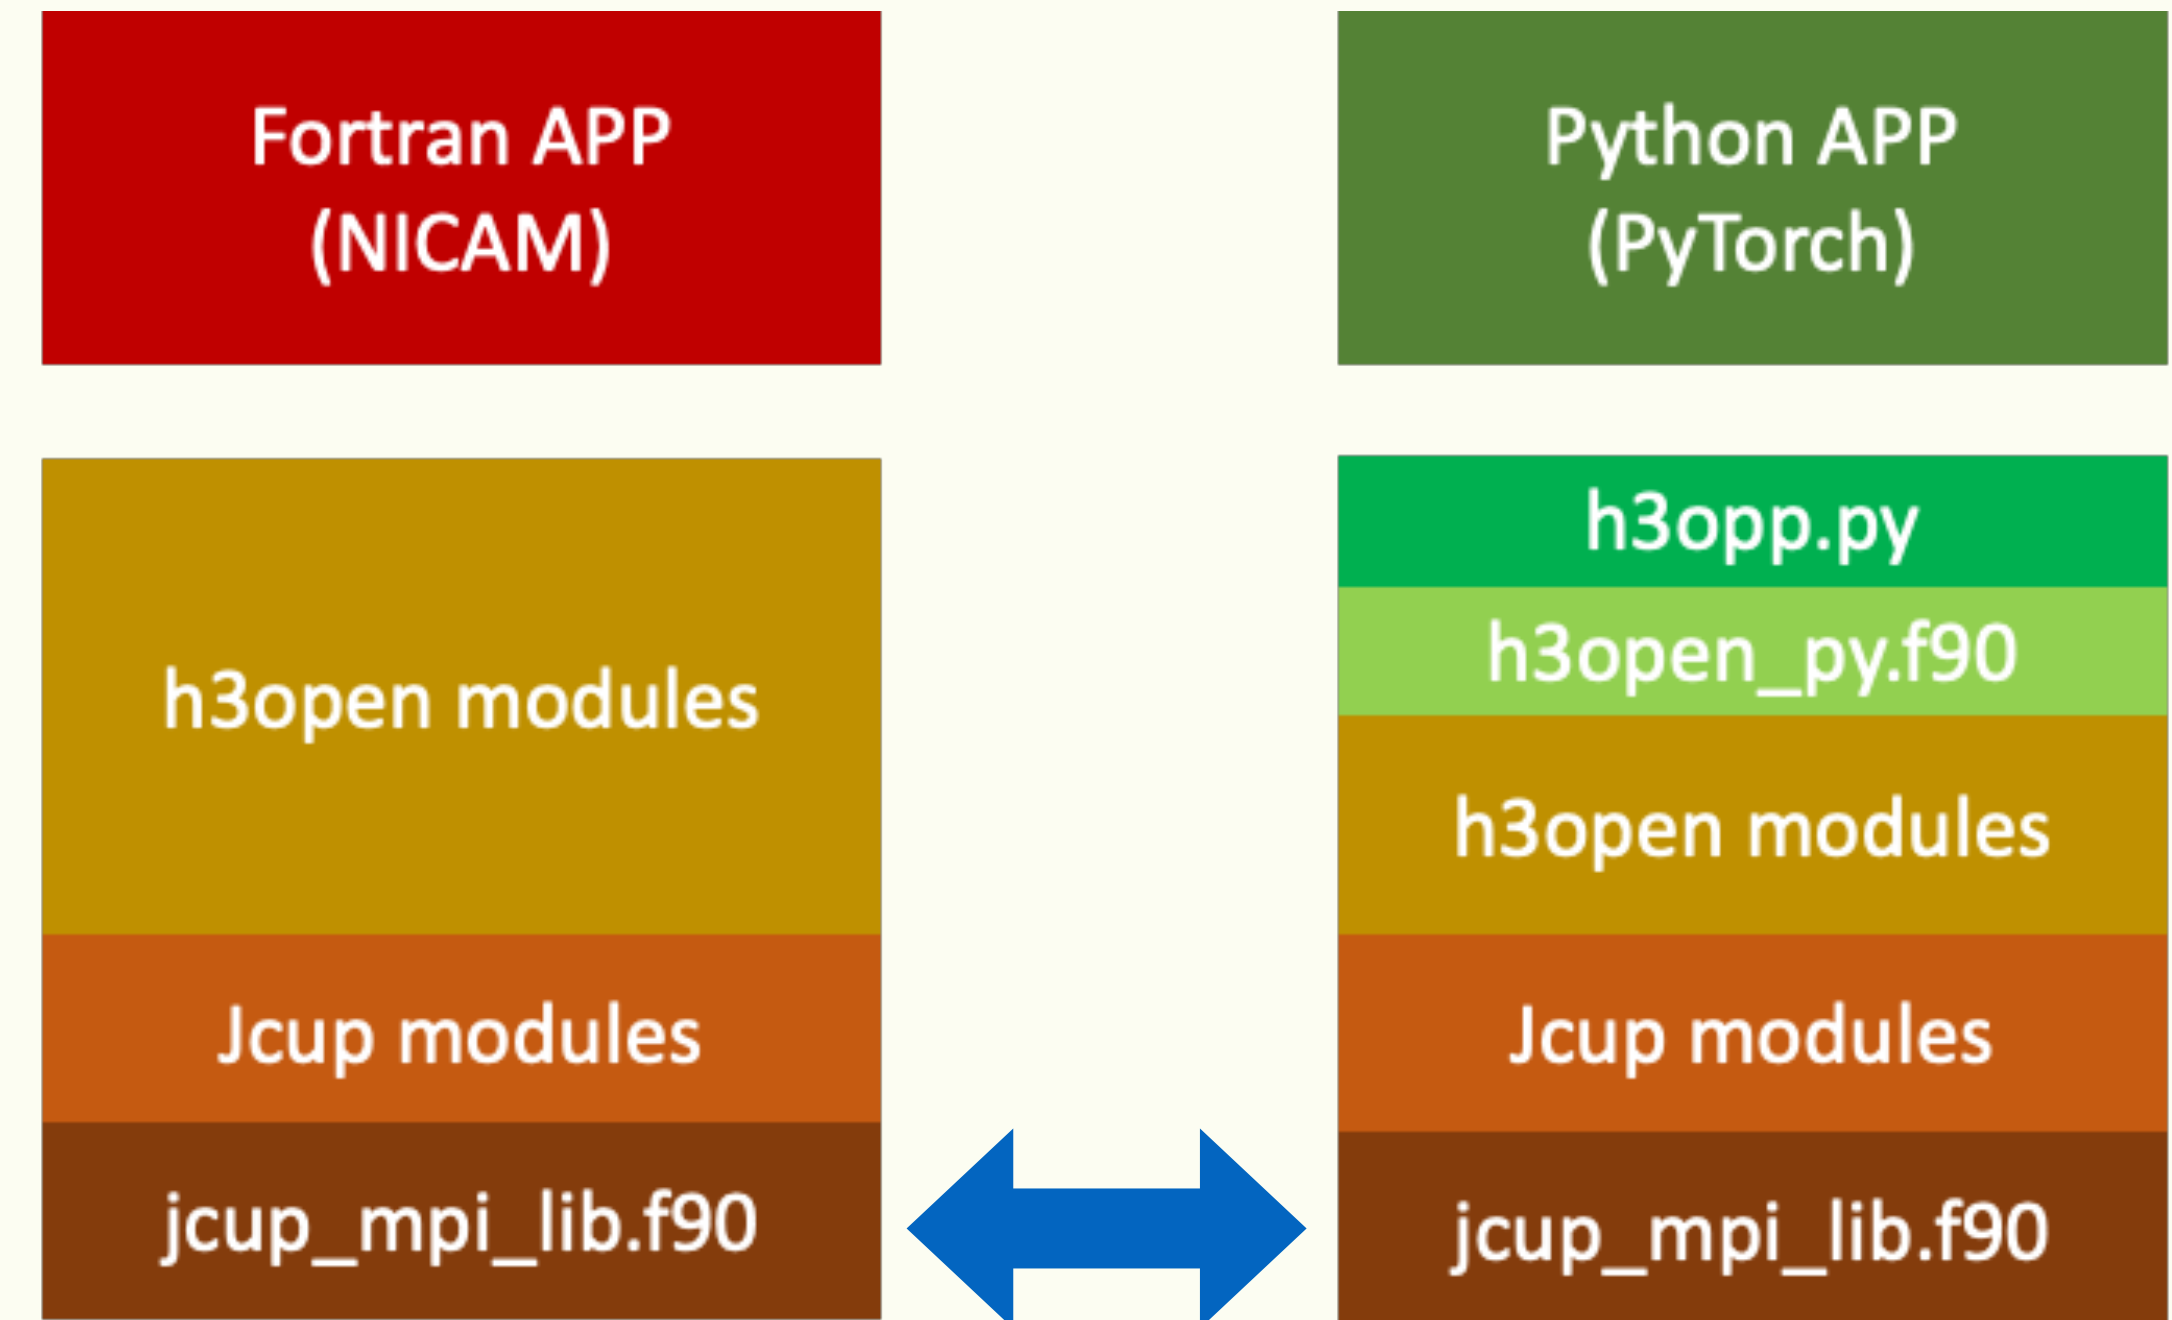 Fortran APP
(NICAM)
h3open modules
Jcup modules
jcup_mpi_lib.f90
Python APP
(PyTorch)
h3opp.py
h3open_py.f90
h3open modules
Jcup modules
jcup_mpi_lib.f90